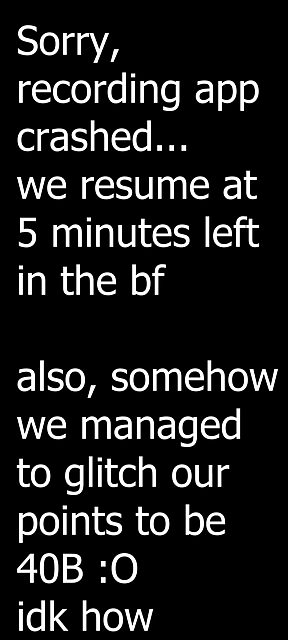 Sorry,
recording app
crashed...
we resume at
5 minutes left
in the bf
also, somehow
we managed
to glitch our
points to be
40B :O
idk how